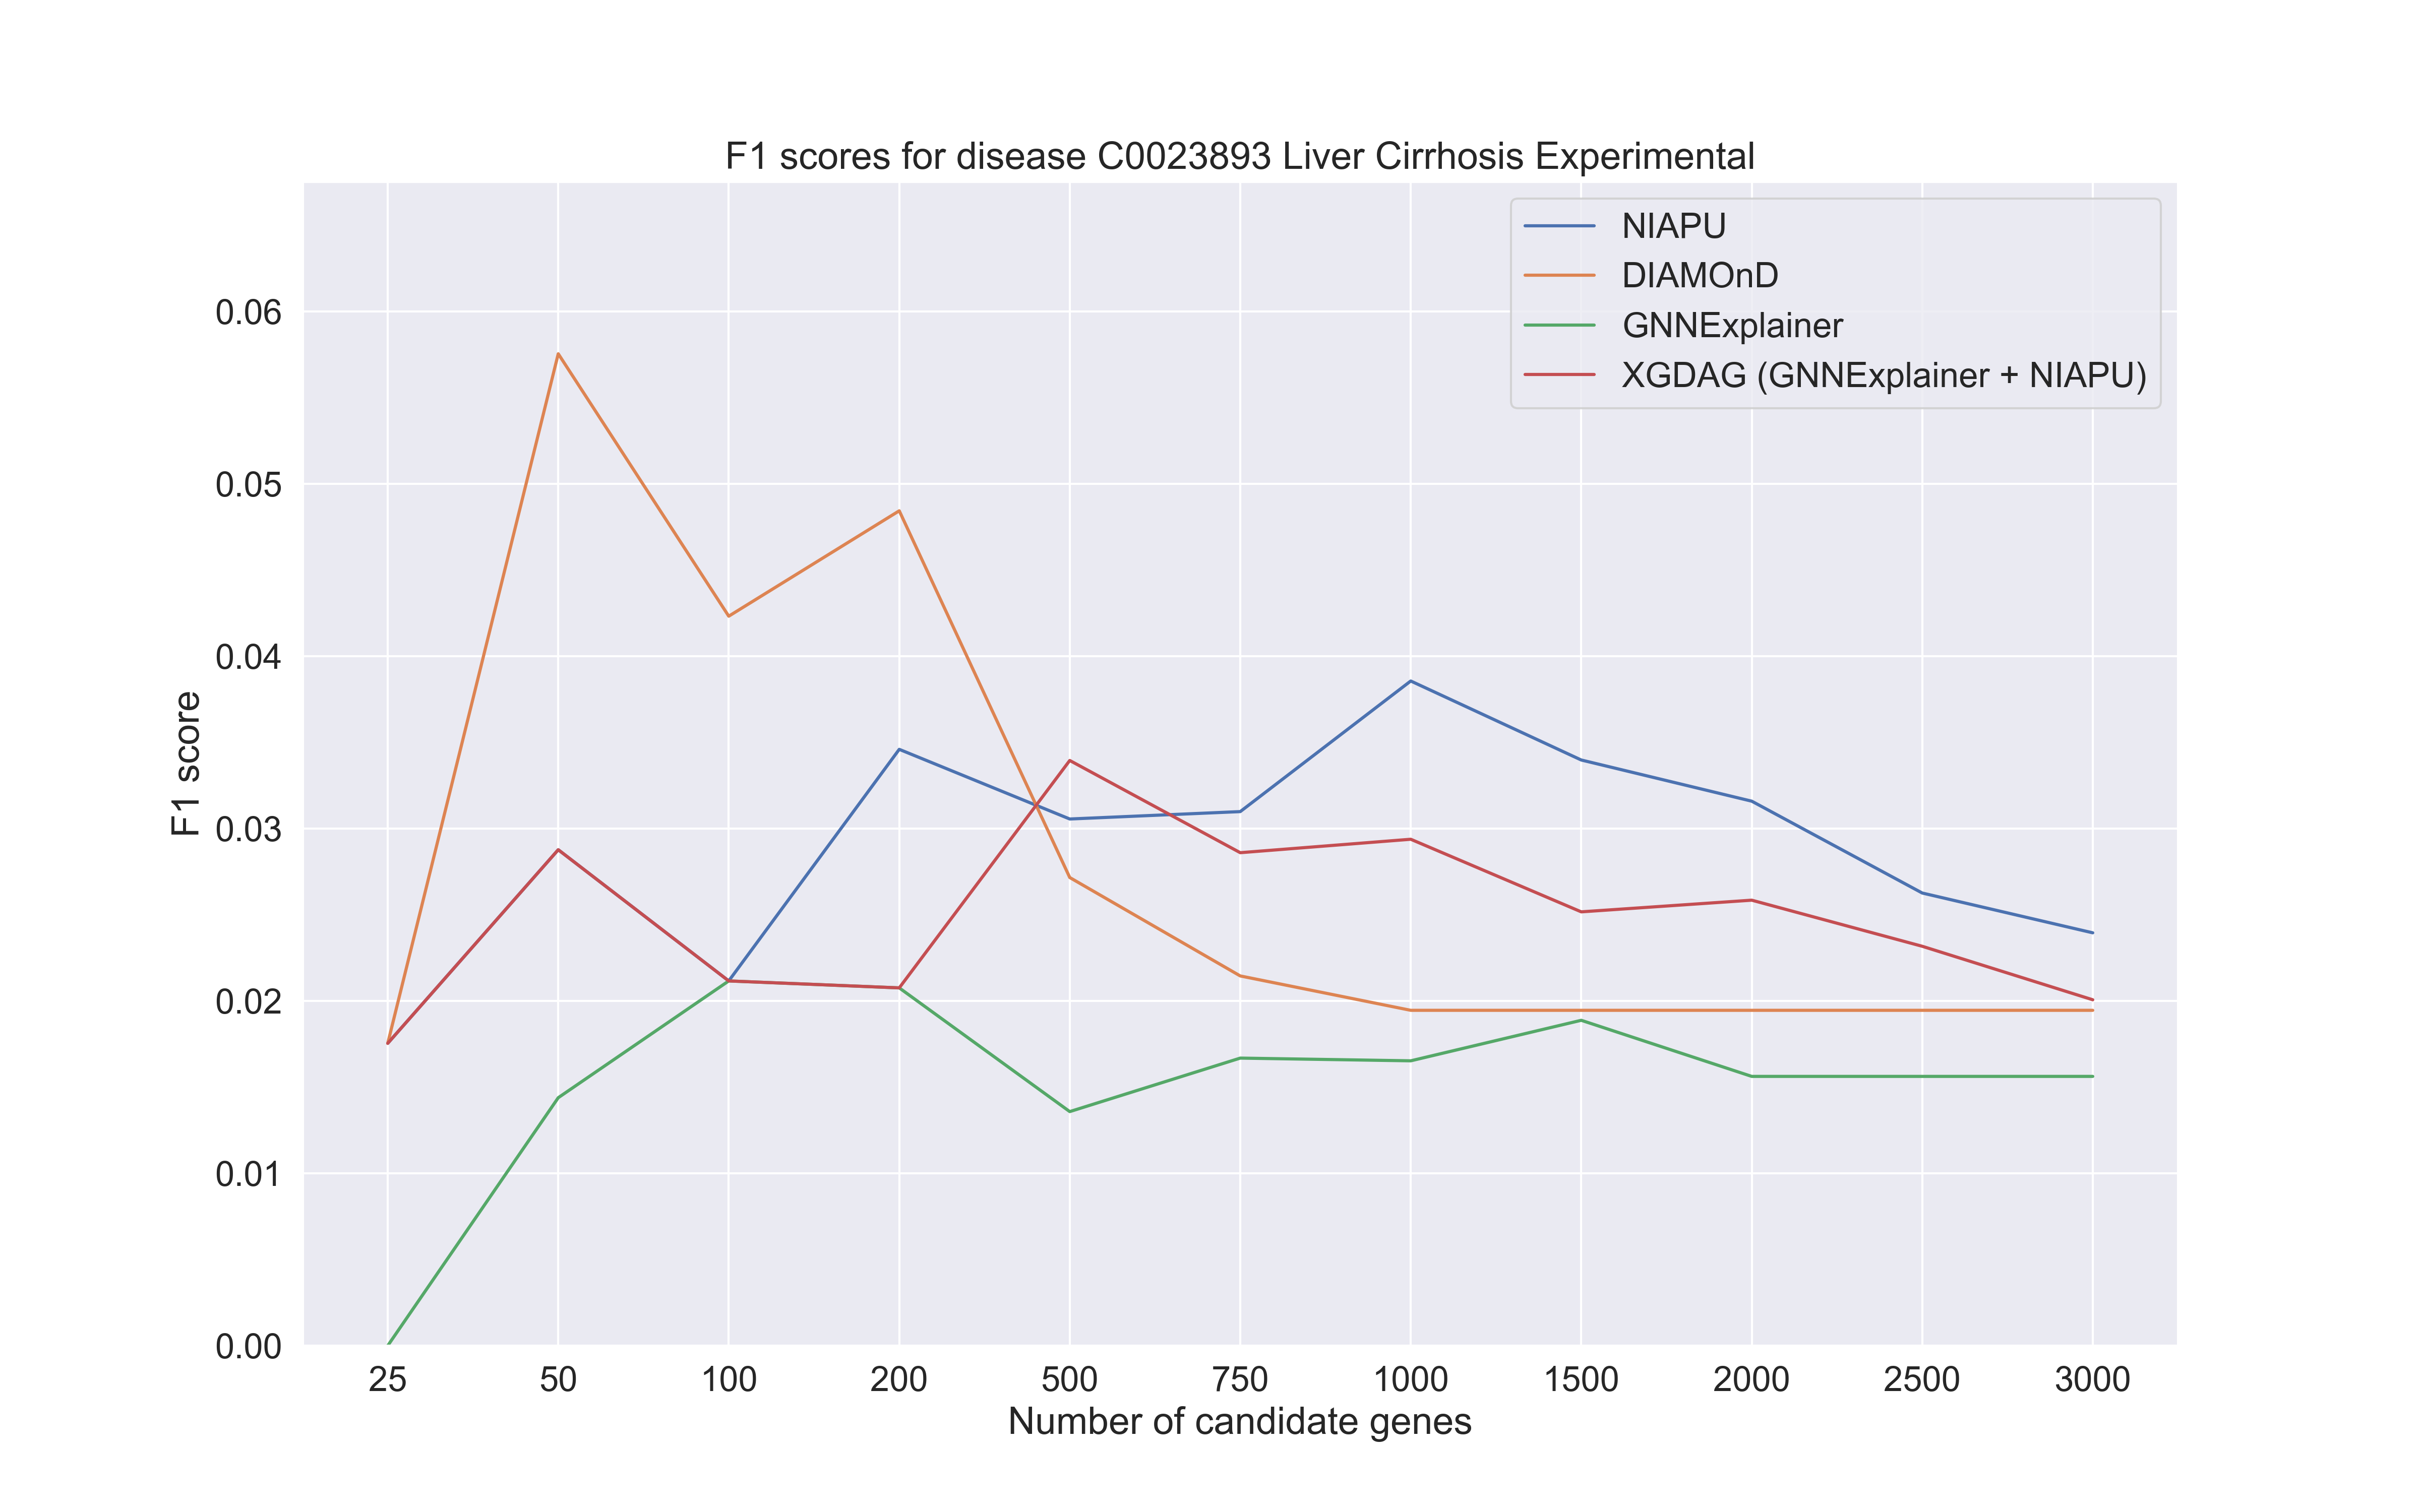 F1 scores for disease C0023893 Liver Cirrhosis Experimental
NIAPU
DIAMOnD
GNNExplainer
XGDAG (GNNExplainer + NIAPU)
F1 score
0.06
0.05
0.04
0.03
0.02
0.01
0.00
25 50 100 200 500 750 1000 1500 2000 2500 3000
Number of candidate genes